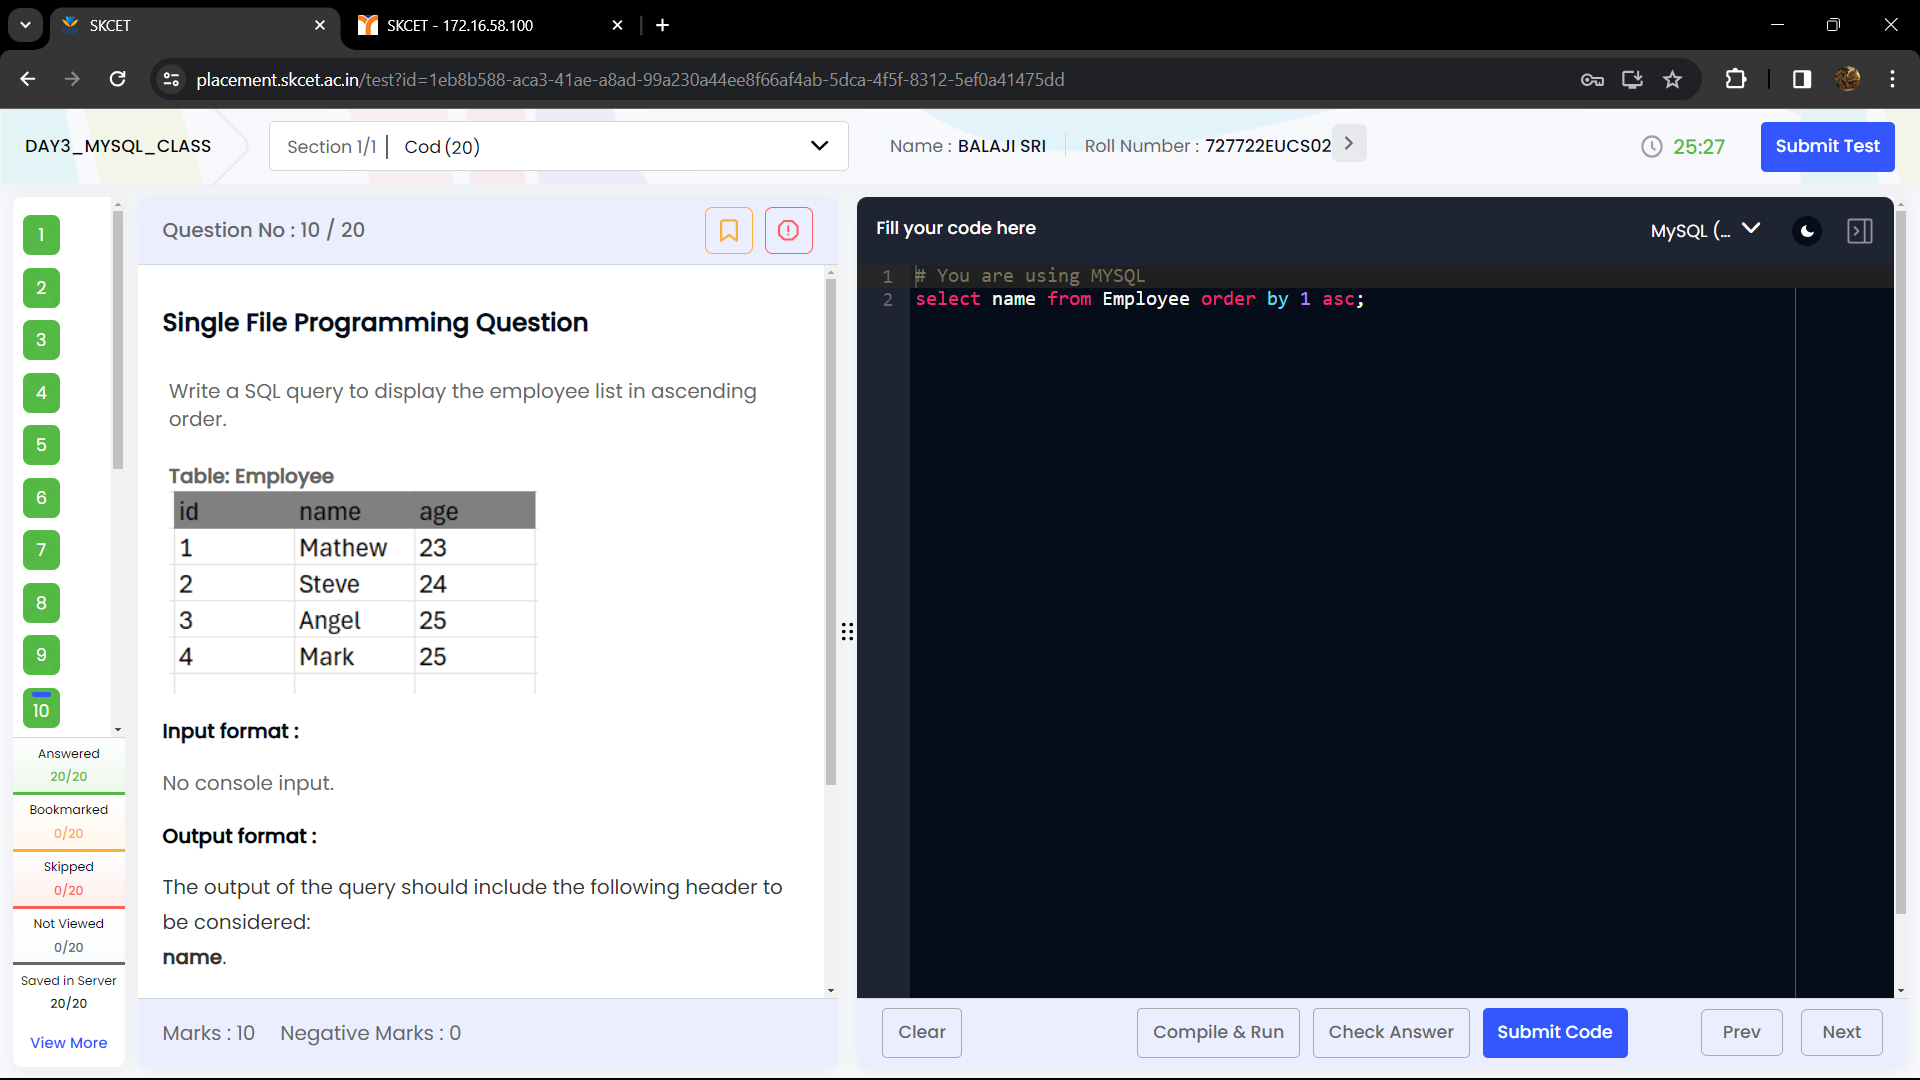 SKCET
SKCET - 172.16.58.100
placement.skcet.ac.in/test?id=1eb8b588-aca3-41ae-a8ad-99a230a44ee8f66af4ab-5dca-4f5f-8312-5ef0a41475dd
DAY3_MYSQL_CLASS
Section 1/1 | Cod (20)
Name : BALAJI SRI
Roll Number : 727722EUCS02
25:27
Submit Test
1
2
3
4
5
6
7
8
9
10
Answered
20/20
Bookmarked
0/20
Skipped
0/20
Not Viewed
0/20
Saved in Server
20/20
View More
Question No : 10 / 20
Single File Programming Question
Write a SQL query to display the employee list in ascending
order.
Table: Employee
id name age
1 Mathew 23
2 Steve 24
3 Angel 25
4 Mark 25
Input format :
No console input.
Output format :
The output of the query should include the following header to
be considered:
name.
Marks : 10 Negative Marks : 0
Fill your code here
MySQL (...
1 # You are using MYSQL
2 select name from Employee order by 1 asc;
Clear
Compile & Run
Check Answer
Submit Code
Prev
Next